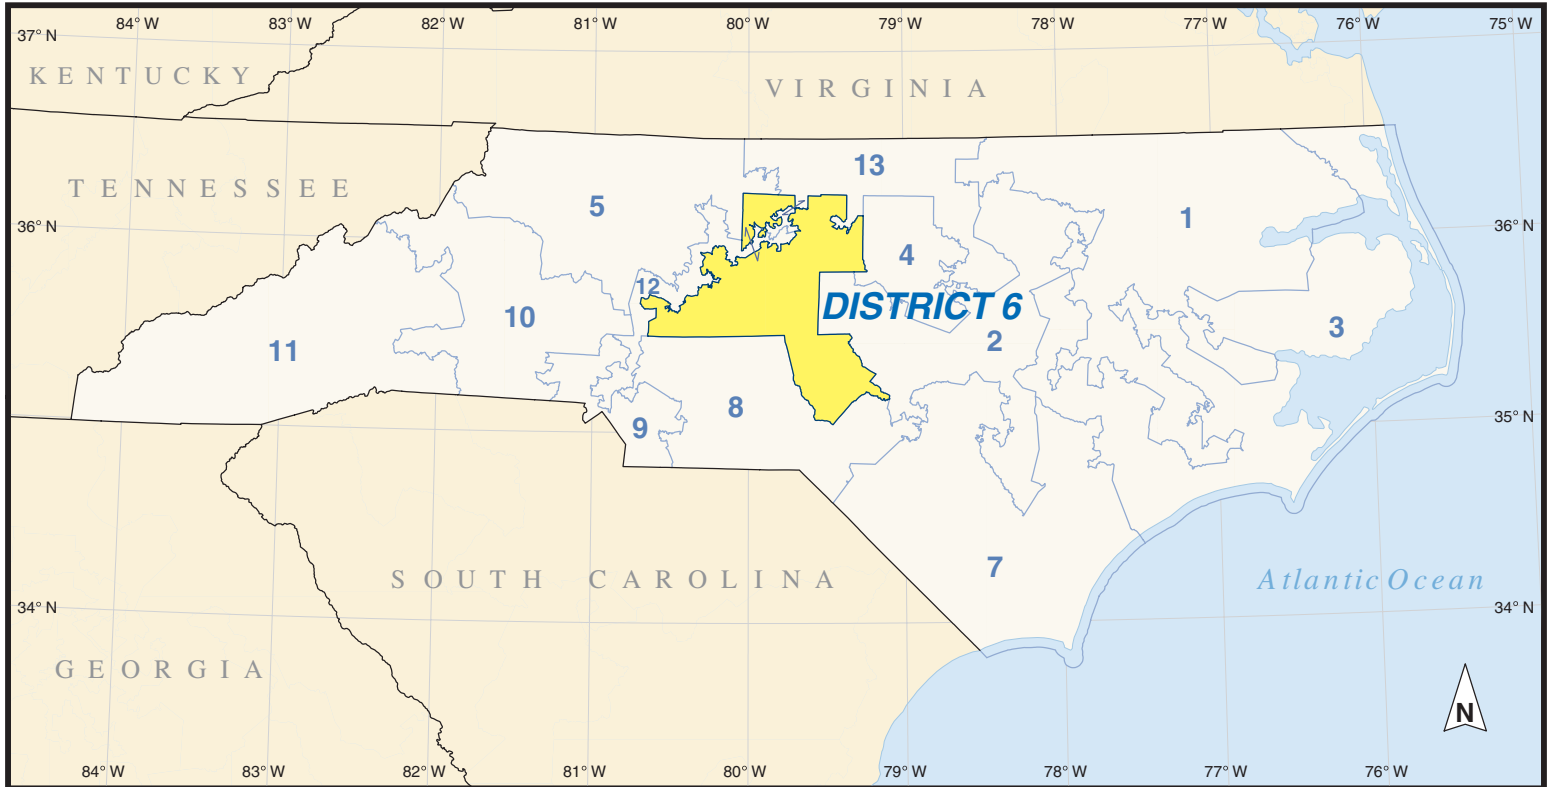 84° W 83° W 82° W 81° W 80° W 79° W 78° W 77° W 76° W 75° W
37° N
KENTUCKY
VIRGINIA
13
TENNESSEE
5
1
36° N
36° N
4
12
DISTRICT 6
10
3
2
11
8
9
35° N
35° N
7
SOUTH CAROLINA
Atlantic Ocean
34° N
34° N
GEORGIA
N
84° W 83° W 82° W 81° W 80° W 79° W 78° W 77° W 76° W